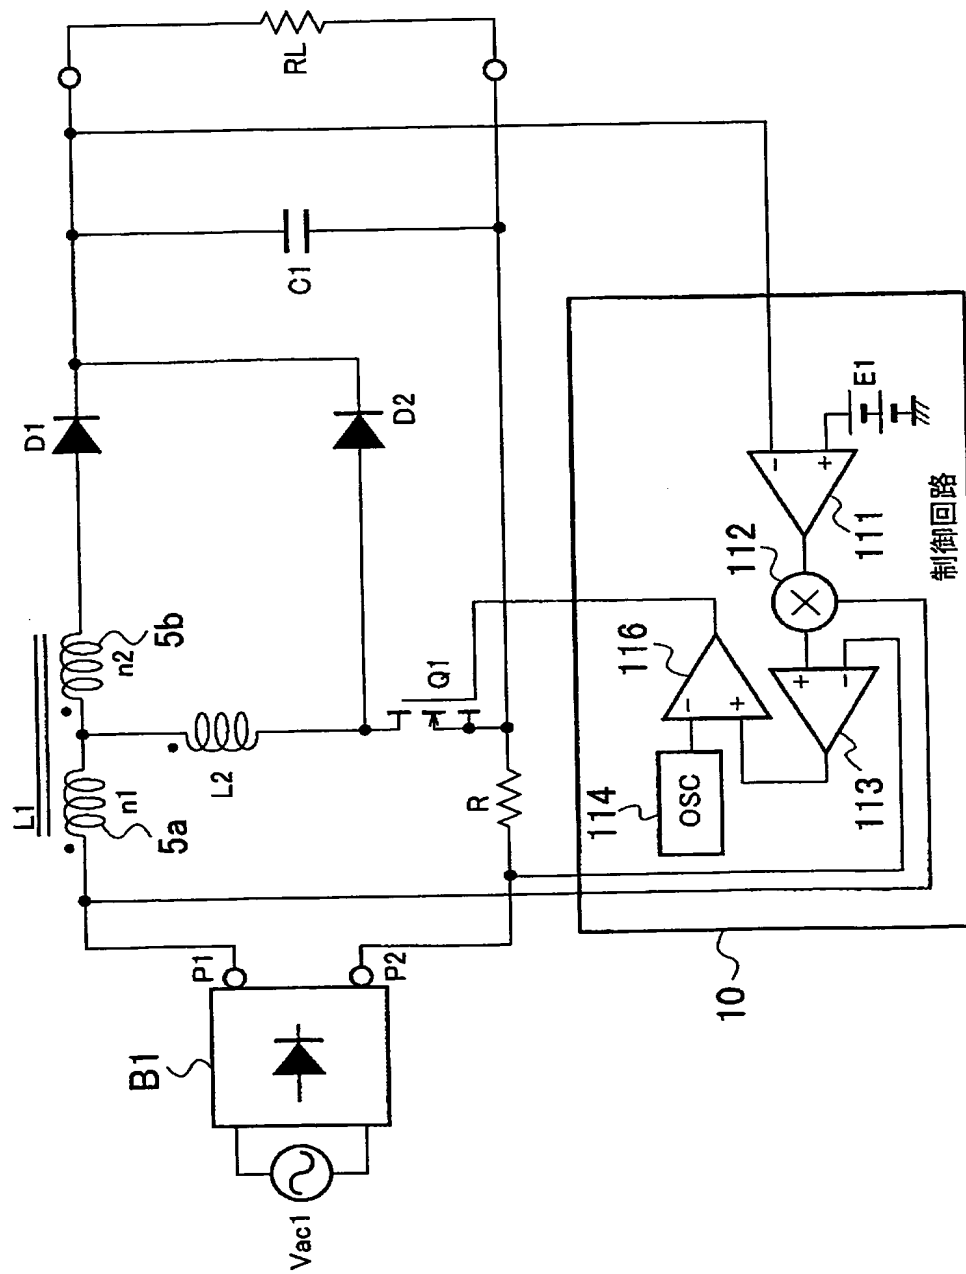 L1
n1
5a
n2
5b
D1
L2
D2
C1
RL
Q1
R
Vac1
B1
P1
P2
10
114
OSC
116
-
+
113
+
-
112
111
-
+
E1
制御回路